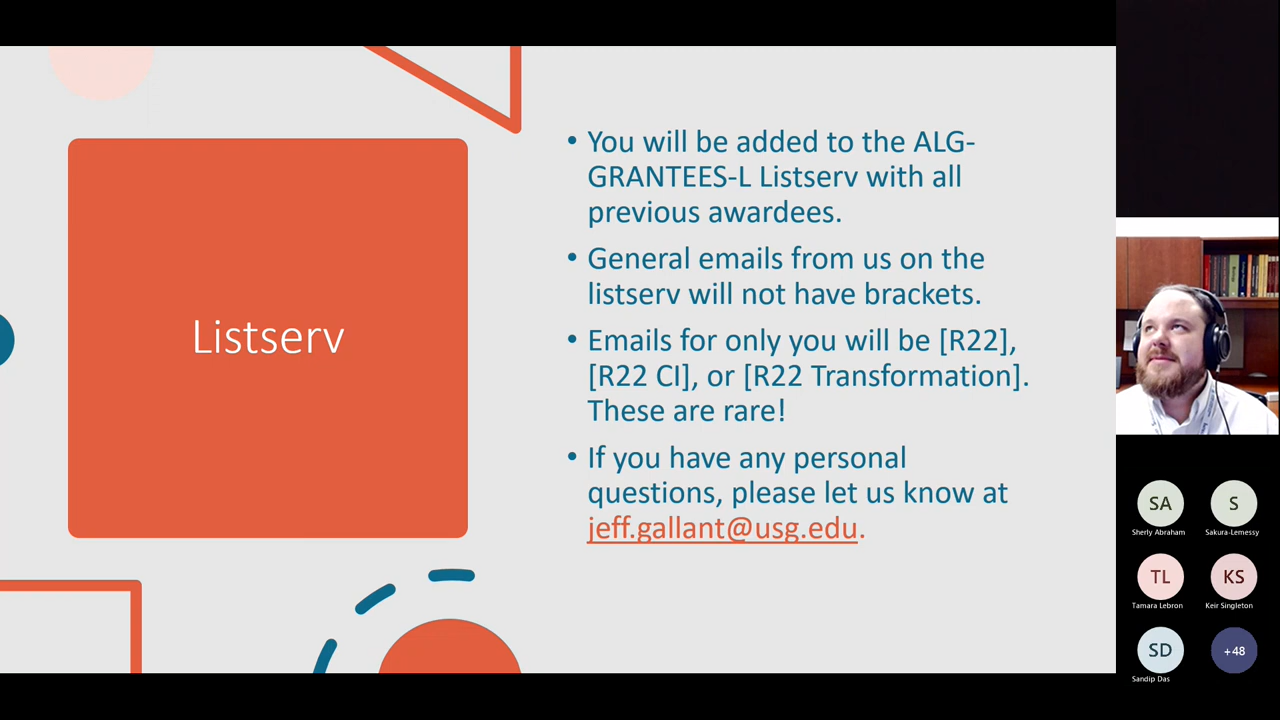 Listserv
• You will be added to the ALG-
GRANTEES-L Listserv with all
previous awardees.
• General emails from us on the
listserv will not have brackets.
• Emails for only you will be [R22],
[R22 CI], or [R22 Transformation].
These are rare!
• If you have any personal
questions, please let us know at
jeff.gallant@usg.edu.
SA
Sherly Abraham
S
Sakura-Lemessy
TL
Tamara Lebron
KS
Keir Singleton
SD
Sandip Das
+48